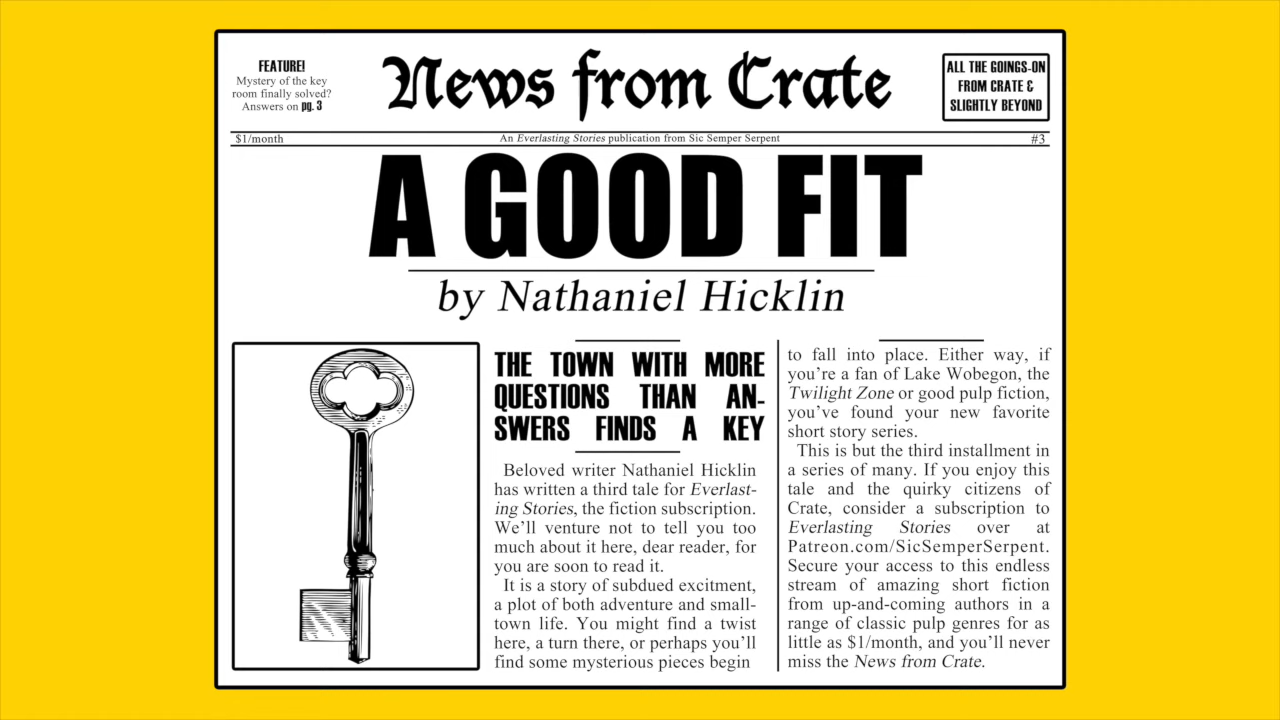 FEATURE!
Mystery of the key
room finally solved?
Answers on pg. 3
News from Crate
ALL THE GOINGS-ON
FROM CRATE &
SLIGHTLY BEYOND
$1/month
An Everlasting Stories publication from Sic Semper Serpent
#3
A GOOD FIT
by Nathaniel Hicklin
THE TOWN WITH MORE
QUESTIONS THAN AN-
SWERS FINDS A KEY
Beloved writer Nathaniel Hicklin
has written a third tale for Everlast-
ing Stories, the fiction subscription.
We'll venture not to tell you too
much about it here, dear reader, for
you are soon to read it.
It is a story of subdued excitment,
a plot of both adventure and small-
town life. You might find a twist
here, a turn there, or perhaps you'll
find some mysterious pieces begin
to fall into place. Either way, if
you're a fan of Lake Wobegon, the
Twilight Zone or good pulp fiction,
you've found your new favorite
short story series.
This is but the third installment in
a series of many. If you enjoy this
tale and the quirky citizens of
Crate, consider a subscription to
Everlasting Stories over at
Patreon.com/SicSemperSerpent.
Secure your access to this endless
stream of amazing short fiction
from up-and-coming authors in a
range of classic pulp genres for as
little as $1/month, and you'll never
miss the News from Crate.